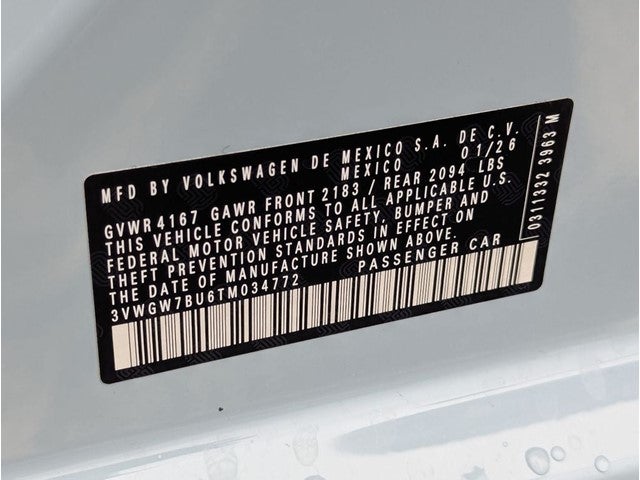 MFD BY VOLKSWAGEN DE MEXICO S.A. DE C.V.
MEXICO 01/26
GVWR 4167 GAWR FRONT 2183 / REAR 2094 LBS
THIS VEHICLE CONFORMS TO ALL APPLICABLE U.S.
FEDERAL MOTOR VEHICLE SAFETY, BUMPER AND
THEFT PREVENTION STANDARDS IN EFFECT ON
THE DATE OF MANUFACTURE SHOWN ABOVE.
3VWGW7BU6TM034772 PASSENGER CAR
0311332 3963 M